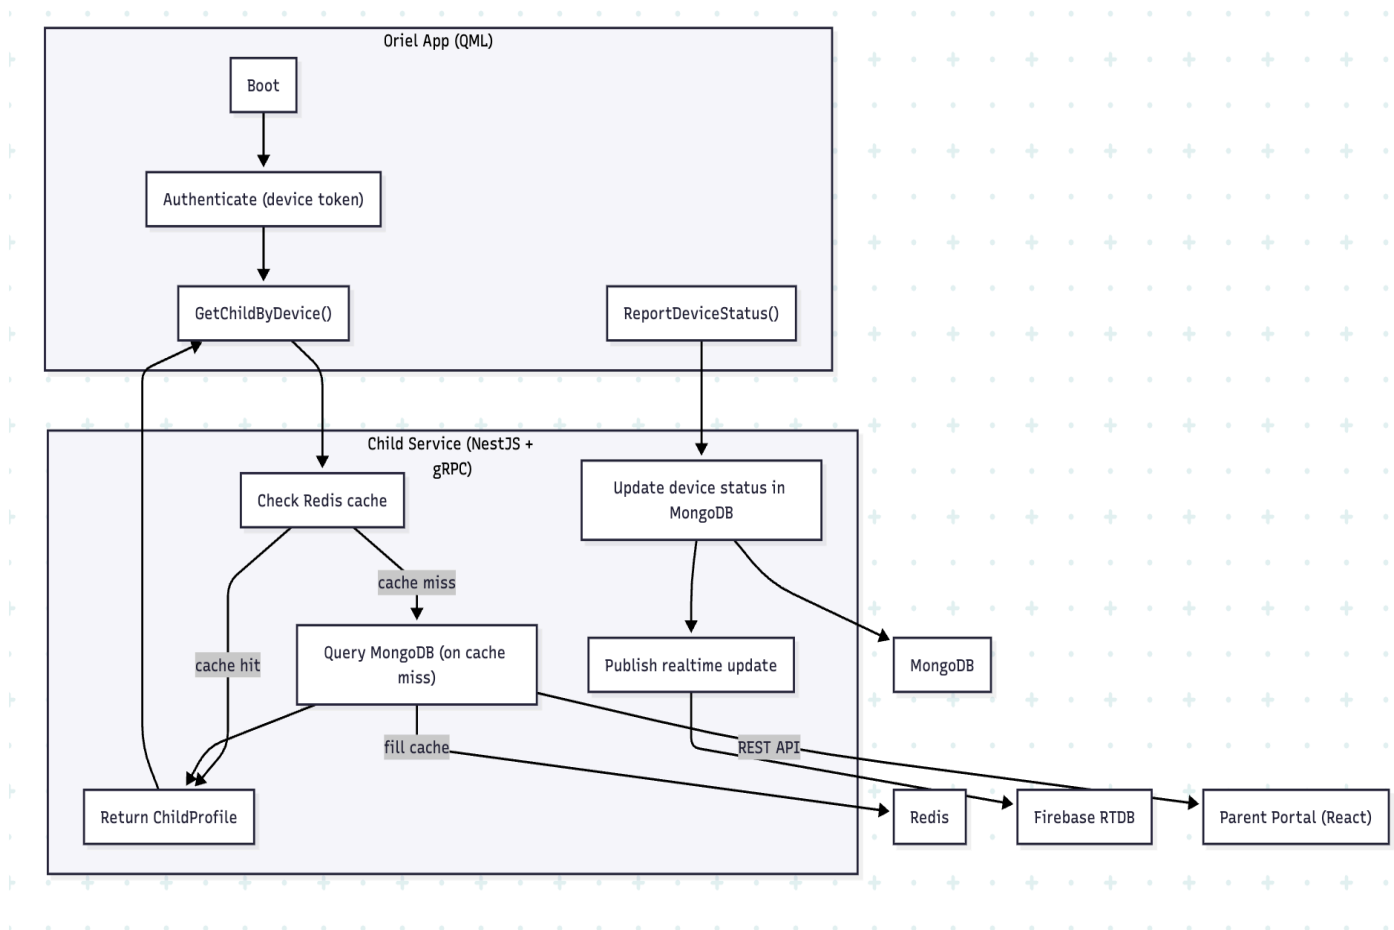 Oriel App (QML)
Boot
Authenticate (device token)
GetChildByDevice()
ReportDeviceStatus()
Child Service (NestJS +
gRPC)
Check Redis cache
Update device status in
MongoDB
cache miss
cache hit
Query MongoDB (on cache
miss)
Publish realtime update
MongoDB
fill cache
REST API
Return ChildProfile
Redis
Firebase RTDB
Parent Portal (React)